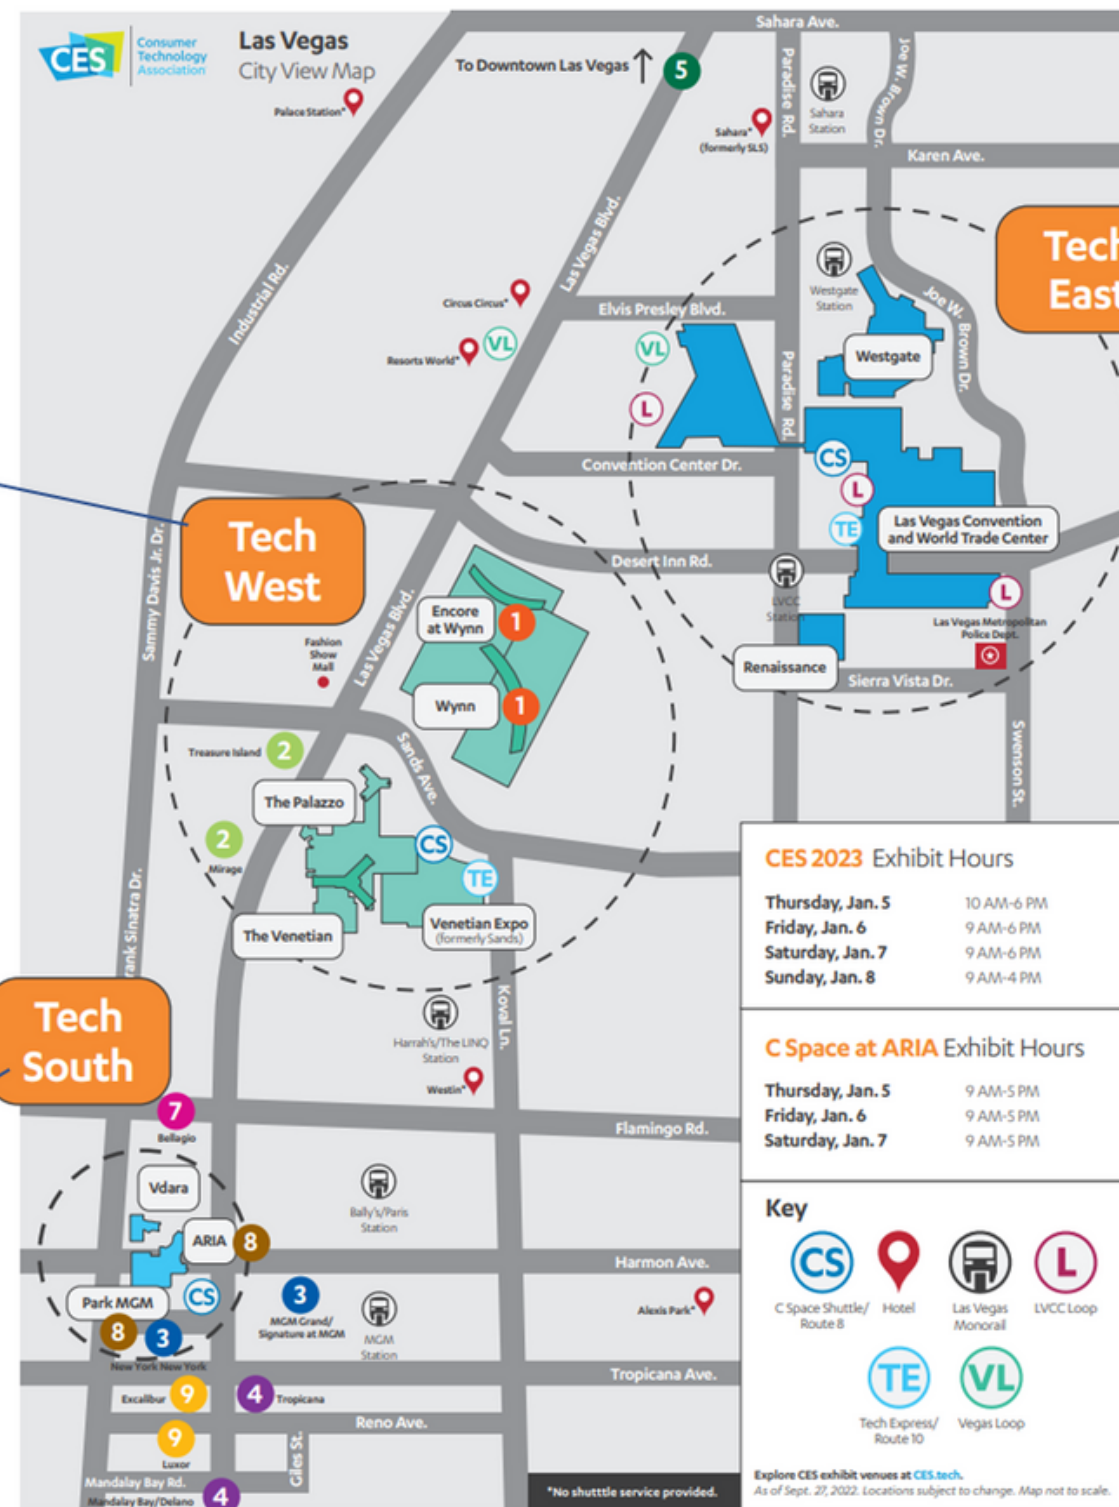 CES
Consumer
Technology
Association
Las Vegas
City View Map
To Downtown Las Vegas
5
Sahara Ave.
Palace Station*
Sahara*
(formerly SLS)
Paradise Rd.
Sahara
Station
Joe W. Brown Dr.
Karen Ave.
Las Vegas Blvd.
Industrial Rd.
Tech
East
Westgate
Station
Circus Circus*
Elvis Presley Blvd.
Joe W. Brown Dr.
Resorts World*
VL
VL
Westgate
Paradise Rd.
L
CS
Convention Center Dr.
L
TE
Las Vegas Convention
and World Trade Center
Tech
West
Sammy Davis Jr. Dr.
Desert Inn Rd.
LVCC
Station
L
Las Vegas Metropolitan
Police Dept.
Encore
at Wynn
1
Las Vegas Blvd.
Fashion
Show
Mall
Renaissance
Sierra Vista Dr.
Wynn
1
Swenson St.
Treasure Island
2
Sands Ave.
The Palazzo
2
Mirage
CS
TE
Venetian Expo
(formerly Sands)
The Venetian
rank Sinatra Dr.
CES 2023 Exhibit Hours
Thursday, Jan. 5 10 AM-6 PM
Friday, Jan. 6 9 AM-6 PM
Saturday, Jan. 7 9 AM-6 PM
Sunday, Jan. 8 9 AM-4 PM
Tech
South
Harrah's/The LINQ
Station
Koval Ln.
Westin*
7
Bellagio
Flamingo Rd.
C Space at ARIA Exhibit Hours
Thursday, Jan. 5 9 AM-5 PM
Friday, Jan. 6 9 AM-5 PM
Saturday, Jan. 7 9 AM-5 PM
Vdara
Bally's/Paris
Station
ARIA
8
Harmon Ave.
Park MGM
CS
8
3
New York New York
3
MGM Grand/
Signature at MGM
MGM
Station
Alexis Park*
Tropicana Ave.
Excalibur
9
4
Tropicana
Reno Ave.
9
Luxor
Giles St.
Mandalay Bay Rd.
Mandalay Bay/Delano
4
Key
CS
C Space Shuttle/
Route 8
Hotel
Las Vegas
Monorail
L
LVCC Loop
TE
Tech Express/
Route 10
VL
Vegas Loop
*No shutttle service provided.
Explore CES exhibit venues at CES.tech.
As of Sept. 27, 2022. Locations subject to change. Map not to scale.